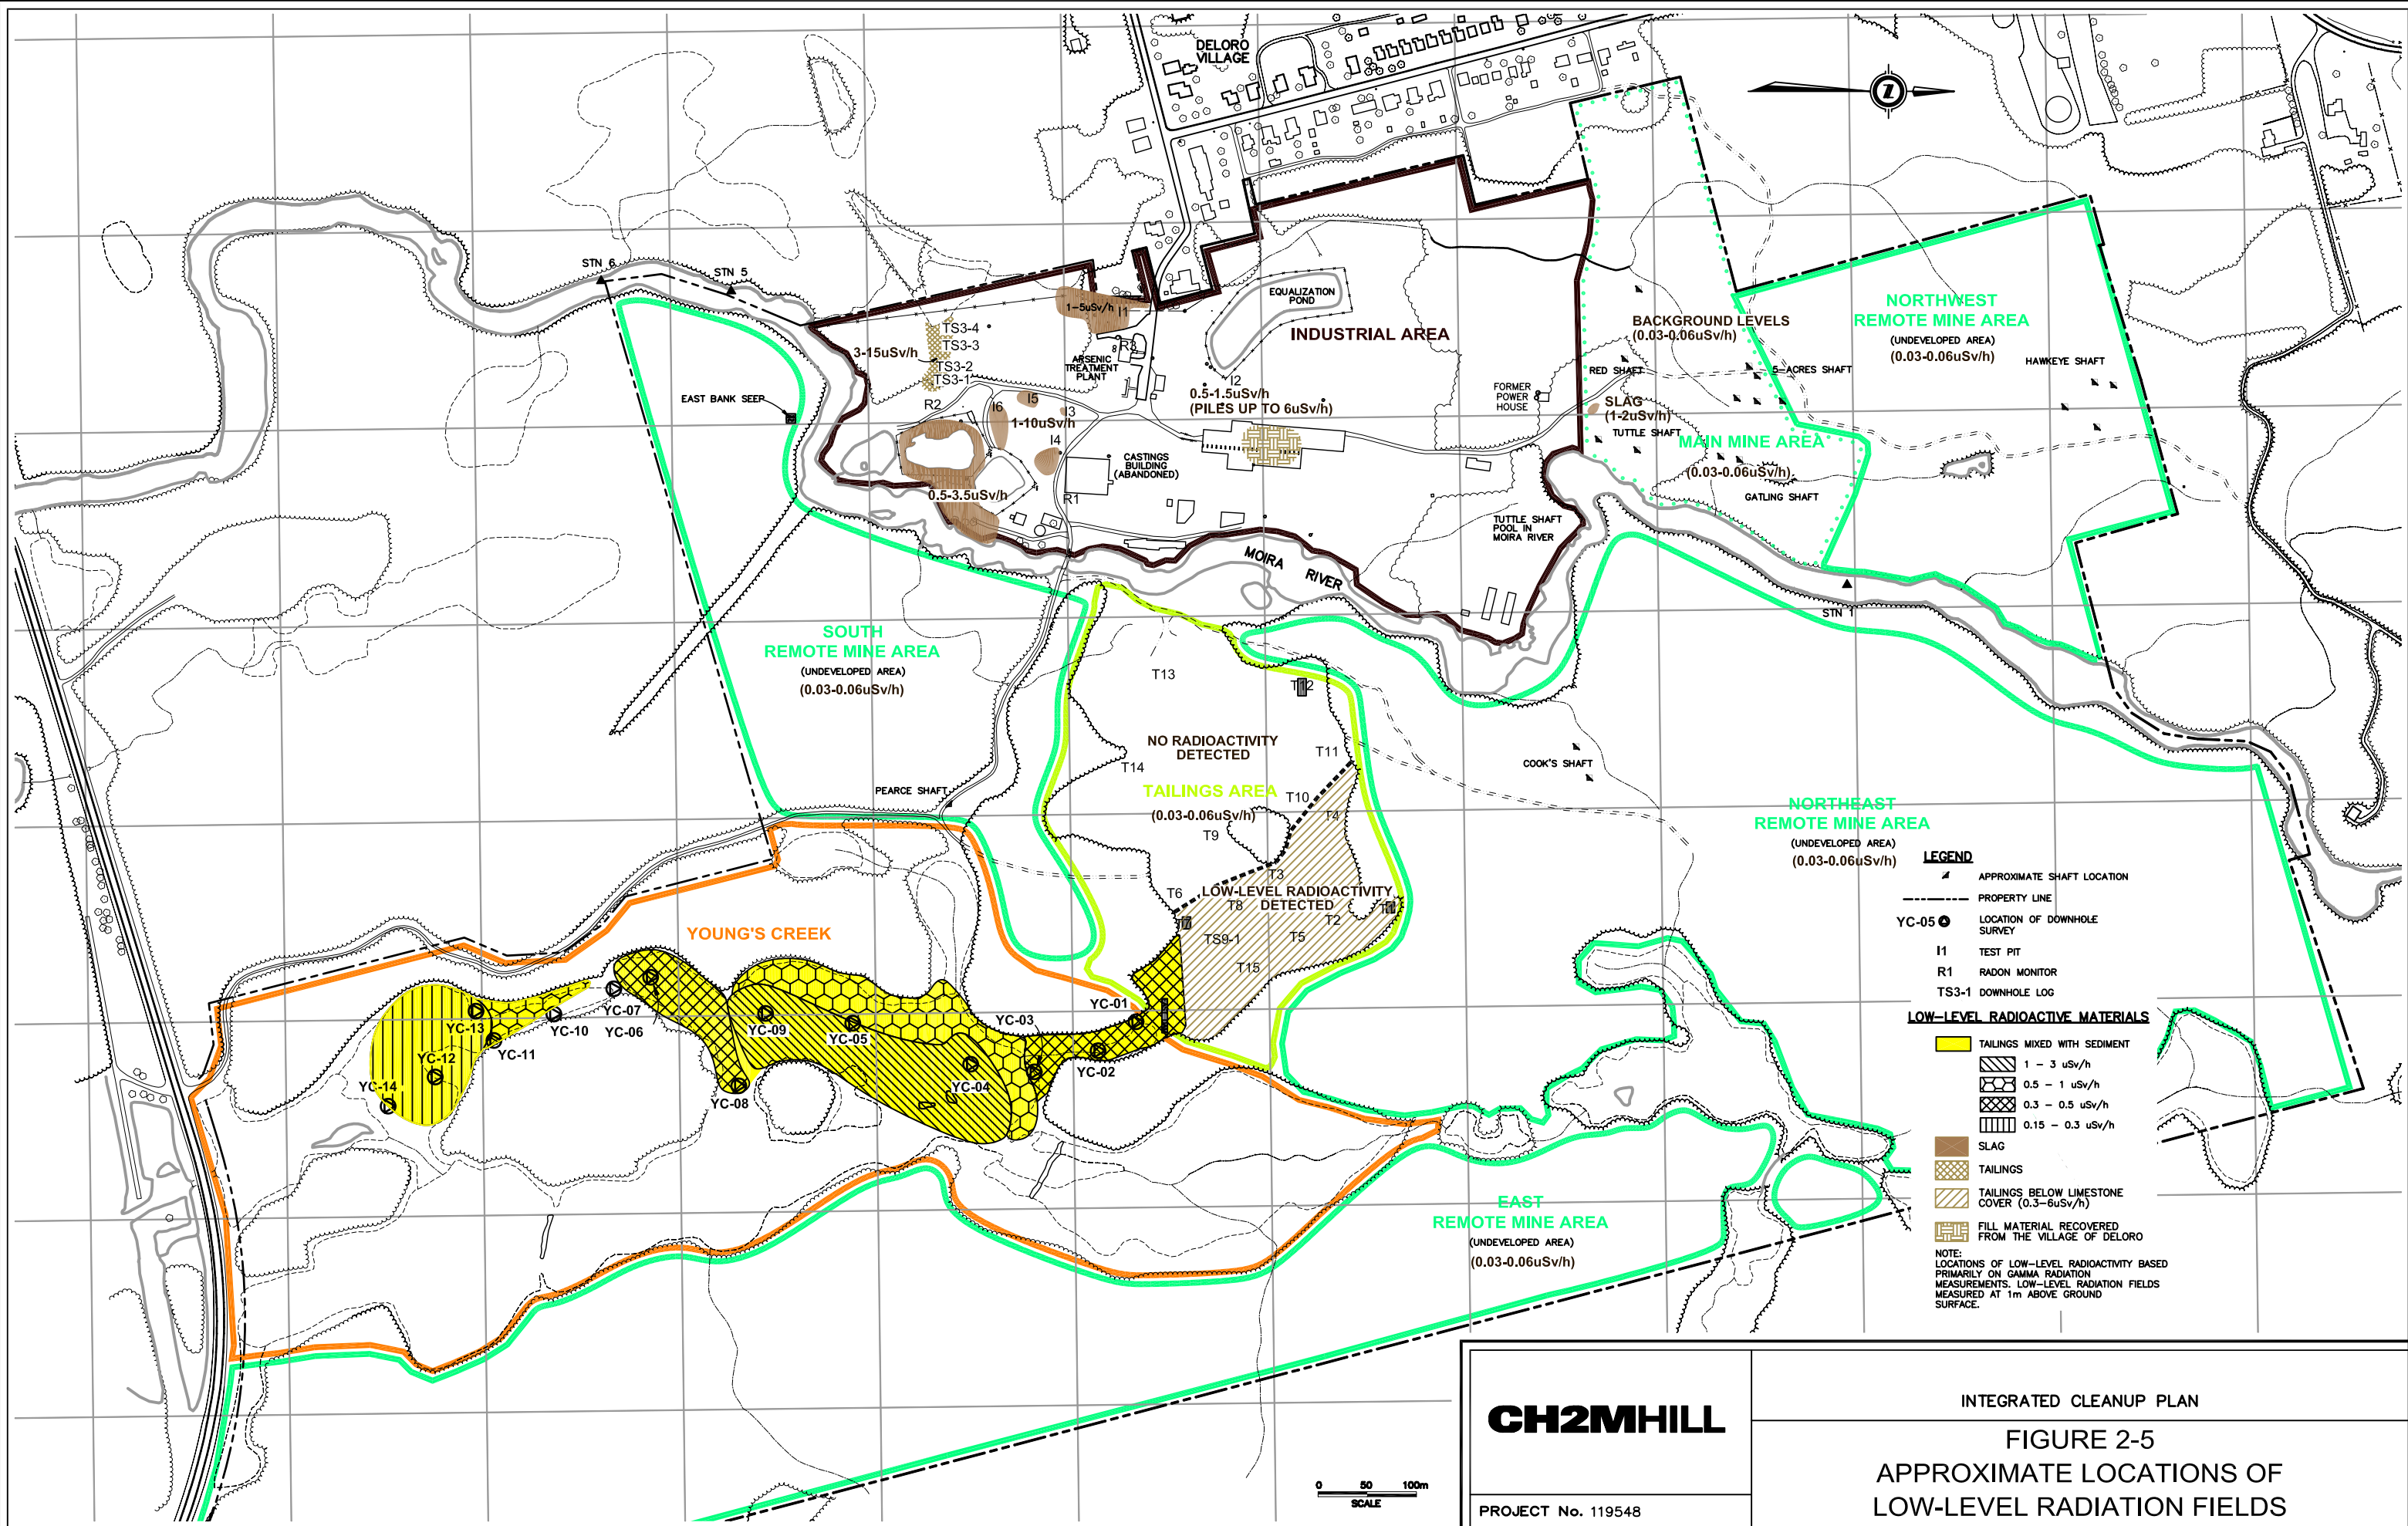 DELORO
VILLAGE
Z
STN 6
STN 5
EAST BANK SEEP
1-5uSv/h
I1
TS3-4
TS3-3
3-15uSv/h
TS3-2
TS3-1
R2
R3
8
ARSENIC
TREATMENT
PLANT
EQUALIZATION
POND
INDUSTRIAL AREA
I2
0.5-1.5uSv/h
(PILES UP TO 6uSv/h)
I6
I5
I3
1-10uSv/h
I4
CASTINGS
BUILDING
(ABANDONED)
0.5-3.5uSv/h
R1
FORMER
POWER
HOUSE
BACKGROUND LEVELS
(0.03-0.06uSv/h)
RED SHAFT
5-ACRES SHAFT
SLAG
(1-2uSv/h)
TUTTLE SHAFT
MAIN MINE AREA
(0.03-0.06uSv/h)
GATLING SHAFT
NORTHWEST
REMOTE MINE AREA
(UNDEVELOPED AREA)
(0.03-0.06uSv/h)
HAWKEYE SHAFT
TUTTLE SHAFT
POOL IN
MOIRA RIVER
MOIRA RIVER
STN 1
SOUTH
REMOTE MINE AREA
(UNDEVELOPED AREA)
(0.03-0.06uSv/h)
T13
T12
NO RADIOACTIVITY
DETECTED
T11
T14
TAILINGS AREA
(0.03-0.06uSv/h)
T10
T4
T9
PEARCE SHAFT
COOK'S SHAFT
NORTHEAST
REMOTE MINE AREA
(UNDEVELOPED AREA)
(0.03-0.06uSv/h)
T3
T6
LOW-LEVEL RADIOACTIVITY
DETECTED
T8
T2
T1
T7
TS9-1
T5
T15
YOUNG'S CREEK
YC-01
YC-02
YC-03
YC-04
YC-05
YC-09
YC-08
YC-07
YC-06
YC-10
YC-13
YC-11
YC-12
YC-14
EAST
REMOTE MINE AREA
(UNDEVELOPED AREA)
(0.03-0.06uSv/h)
LEGEND
APPROXIMATE SHAFT LOCATION
PROPERTY LINE
YC-05 LOCATION OF DOWNHOLE
SURVEY
I1 TEST PIT
R1 RADON MONITOR
TS3-1 DOWNHOLE LOG
LOW-LEVEL RADIOACTIVE MATERIALS
TAILINGS MIXED WITH SEDIMENT
1 - 3 uSv/h
0.5 - 1 uSv/h
0.3 - 0.5 uSv/h
0.15 - 0.3 uSv/h
SLAG
TAILINGS
TAILINGS BELOW LIMESTONE
COVER (0.3-6uSv/h)
FILL MATERIAL RECOVERED
FROM THE VILLAGE OF DELORO
NOTE:
LOCATIONS OF LOW-LEVEL RADIOACTIVITY BASED
PRIMARILY ON GAMMA RADIATION
MEASUREMENTS. LOW-LEVEL RADIATION FIELDS
MEASURED AT 1m ABOVE GROUND
SURFACE.
0 50 100m
SCALE
CH2MHILL
PROJECT No. 119548
INTEGRATED CLEANUP PLAN
FIGURE 2-5
APPROXIMATE LOCATIONS OF
LOW-LEVEL RADIATION FIELDS